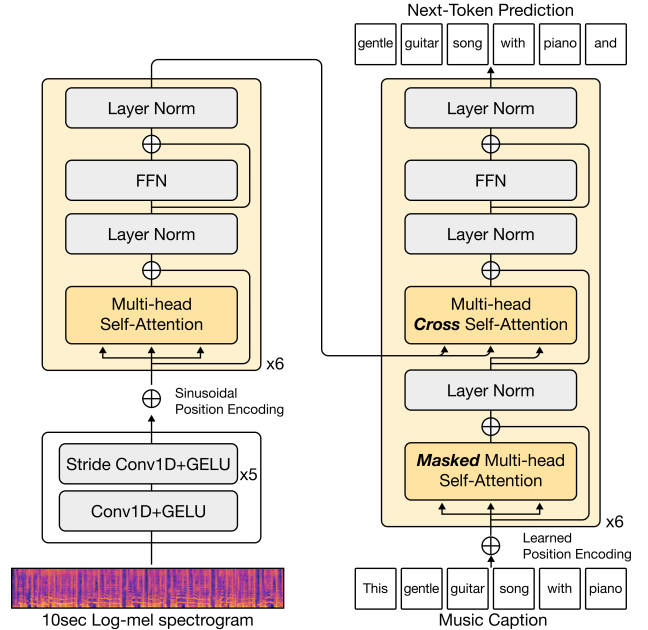 Next-Token Prediction
gentle guitar song with piano and
Layer Norm
FFN
Layer Norm
Multi-head
Self-Attention
x6
Sinusoidal
Position Encoding
Stride Conv1D+GELU
x5
Conv1D+GELU
10sec Log-mel spectrogram
Layer Norm
FFN
Layer Norm
Multi-head
Cross Self-Attention
Layer Norm
Masked Multi-head
Self-Attention
x6
Learned
Position Encoding
This gentle guitar song with piano
Music Caption